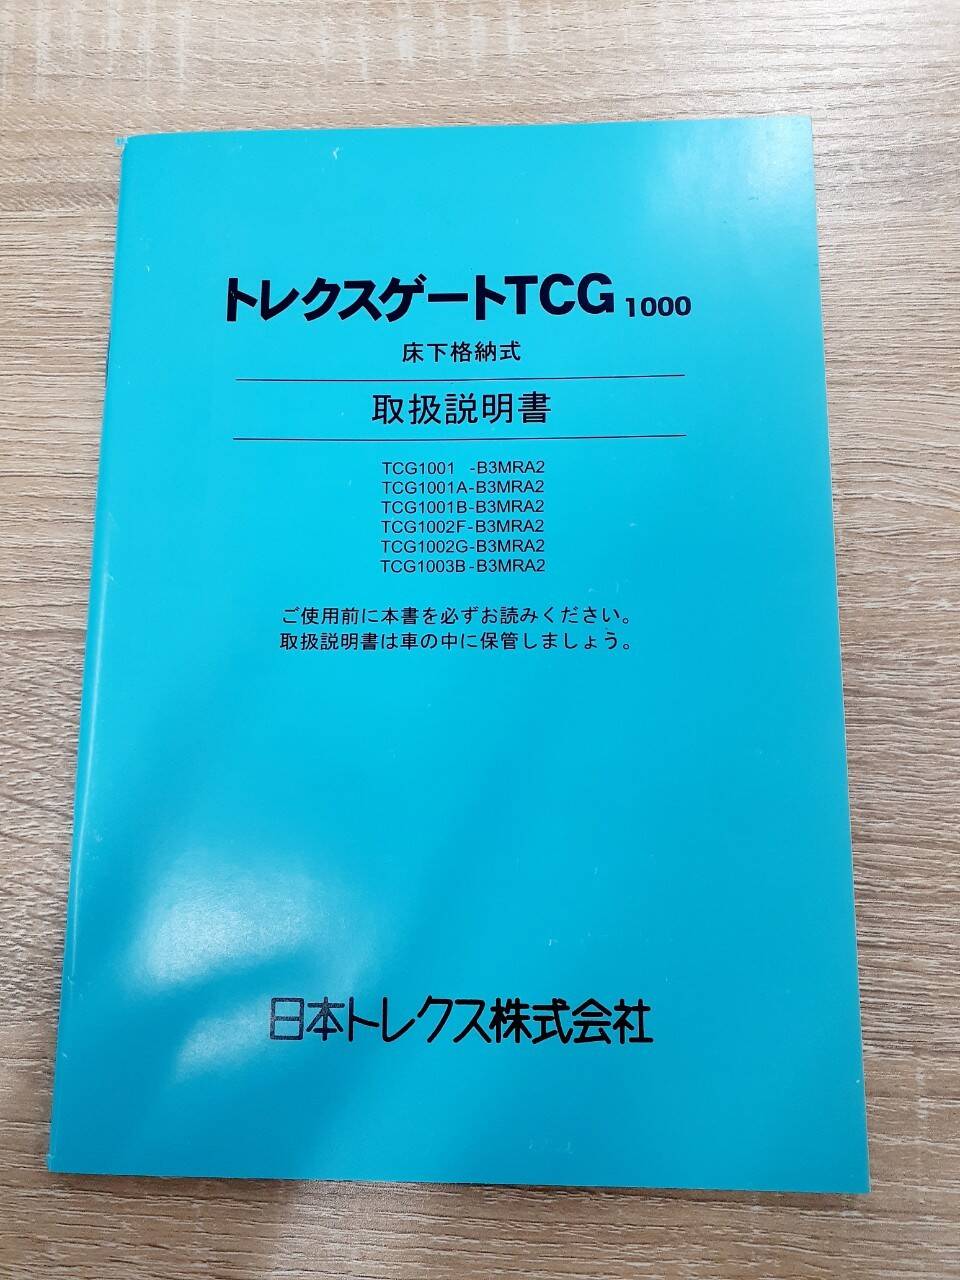 トレクスゲートTCG 1000
床下格納式
取扱説明書
TCG1001 -B3MRA2
TCG1001A-B3MRA2
TCG1001B-B3MRA2
TCG1002F-B3MRA2
TCG1002G-B3MRA2
TCG1003B-B3MRA2
ご使用前に本書を必ずお読みください。
取扱説明書は車の中に保管しましょう。
日本トレクス株式会社